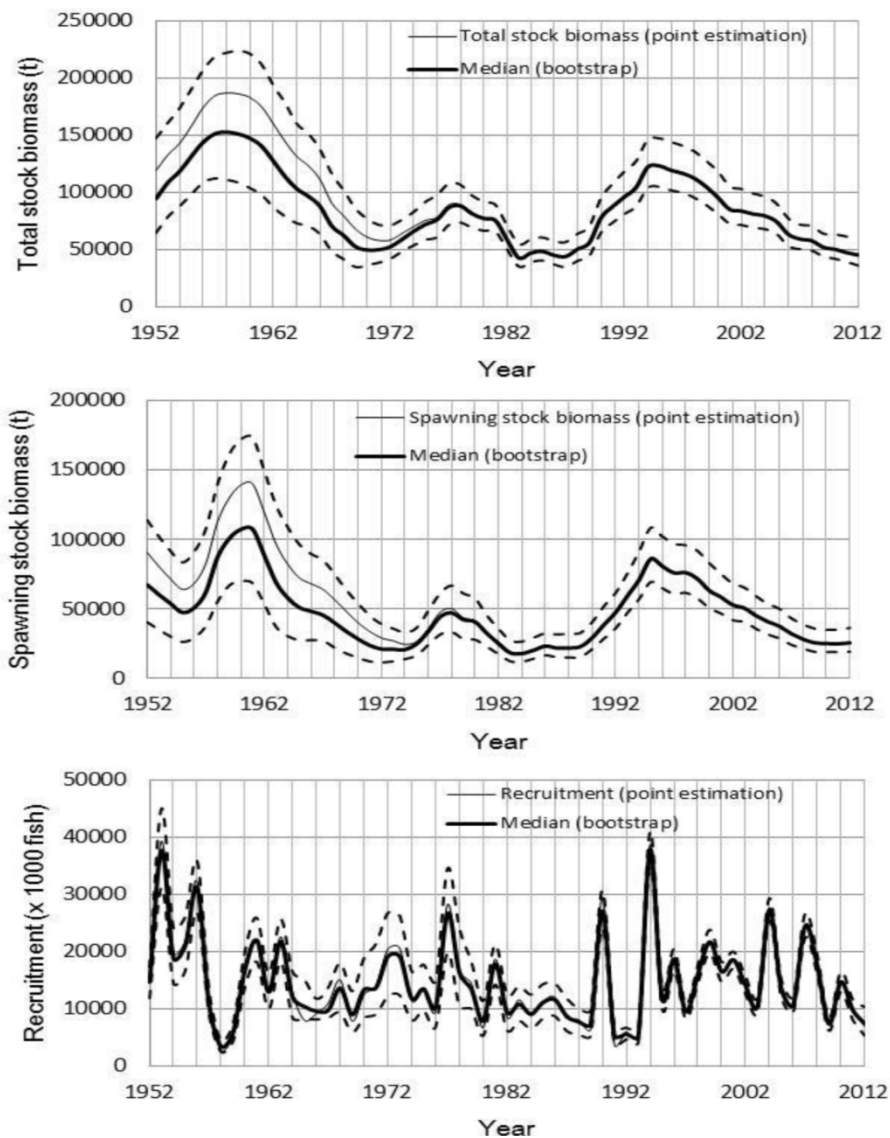 250000
200000
150000
100000
50000
0
Total stock biomass (t)
Total stock biomass (point estimation)
Median (bootstrap)
1952 1962 1972 1982 1992 2002 2012
Year
200000
150000
100000
50000
0
Spawning stock biomass (t)
Spawning stock biomass (point estimation)
Median (bootstrap)
1952 1962 1972 1982 1992 2002 2012
Year
50000
40000
30000
20000
10000
0
Recruitment (x 1000 fish)
Recruitment (point estimation)
Median (bootstrap)
1952 1962 1972 1982 1992 2002 2012
Year